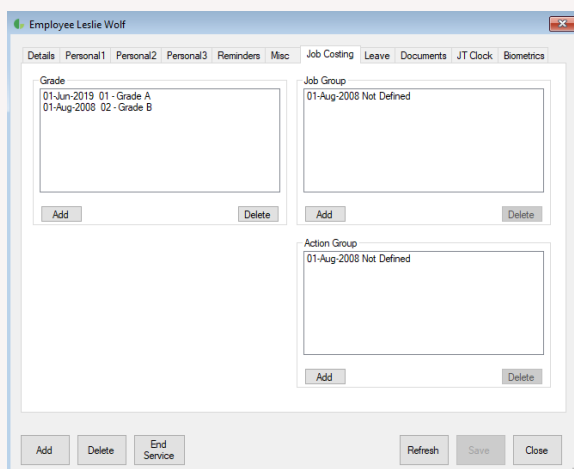 Employee Leslie Wolf
Details Personal1 Personal2 Personal3 Reminders Misc Job Costing Leave Documents JT Clock Biometrics
Grade
01-Jun-2019 01 - Grade A
01-Aug-2008 02 - Grade B
Add Delete
Job Group
01-Aug-2008 Not Defined
Add Delete
Action Group
01-Aug-2008 Not Defined
Add Delete
Add Delete End Service Refresh Save Close